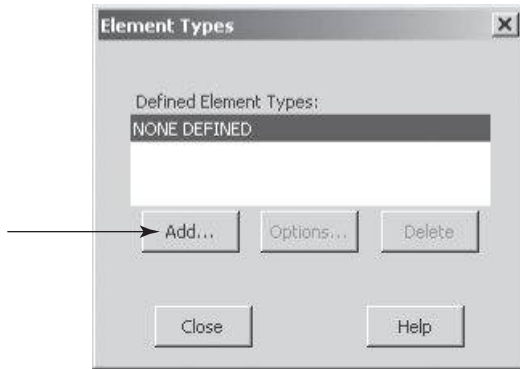 Element Types
Defined Element Types:
NONE DEFINED
Add... Options... Delete
Close Help